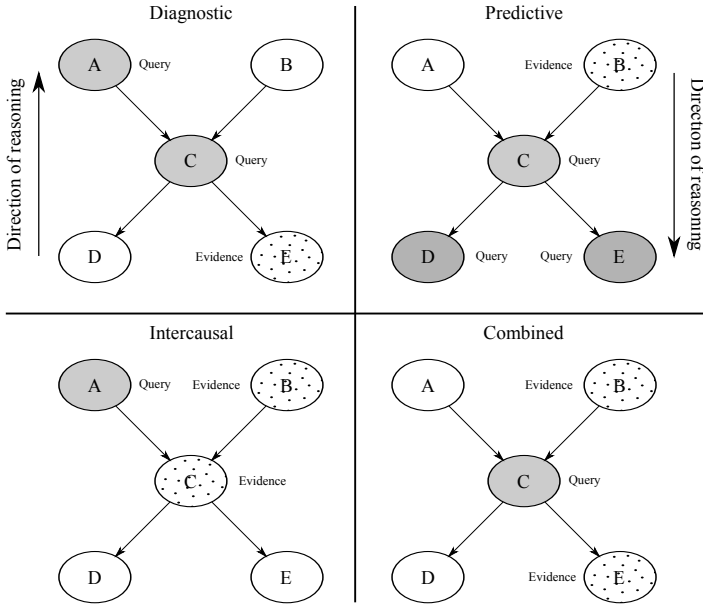 Diagnostic
A
Query
B
C
Query
D
Evidence
E
Direction of reasoning
Predictive
A
Evidence
B
C
Query
D
Query
Query
E
Direction of reasoning
Intercausal
A
Query
Evidence
B
C
Evidence
D
E
Combined
A
Evidence
B
C
Query
D
Evidence
E